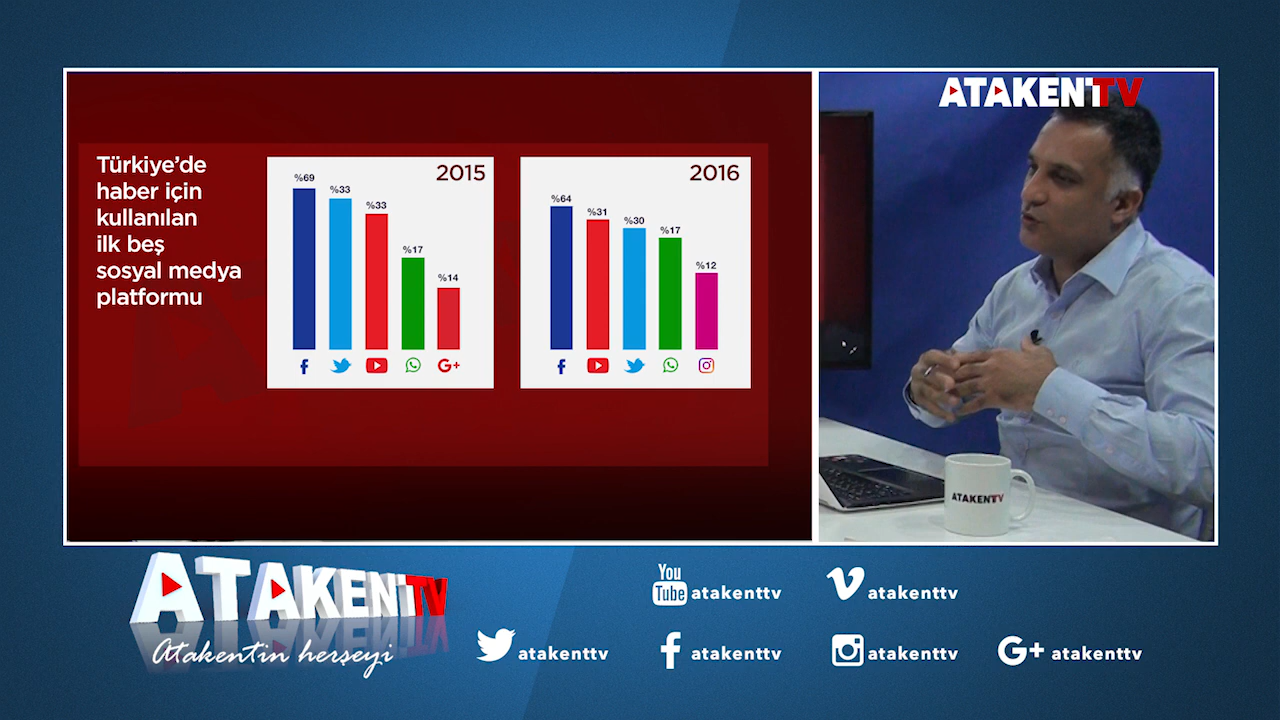 ATAKENTTV
Türkiye’de
haber için
kullanılan
ilk beş
sosyal medya
platformu
2015
%69
%33
%33
%17
%14
2016
%64
%31
%30
%17
%12
ATAKENTTV
ATAKENTTV
Atakentin herşeyi
You
Tube atakenttv
atakenttv
atakenttv
atakenttv
atakenttv
G+ atakenttv